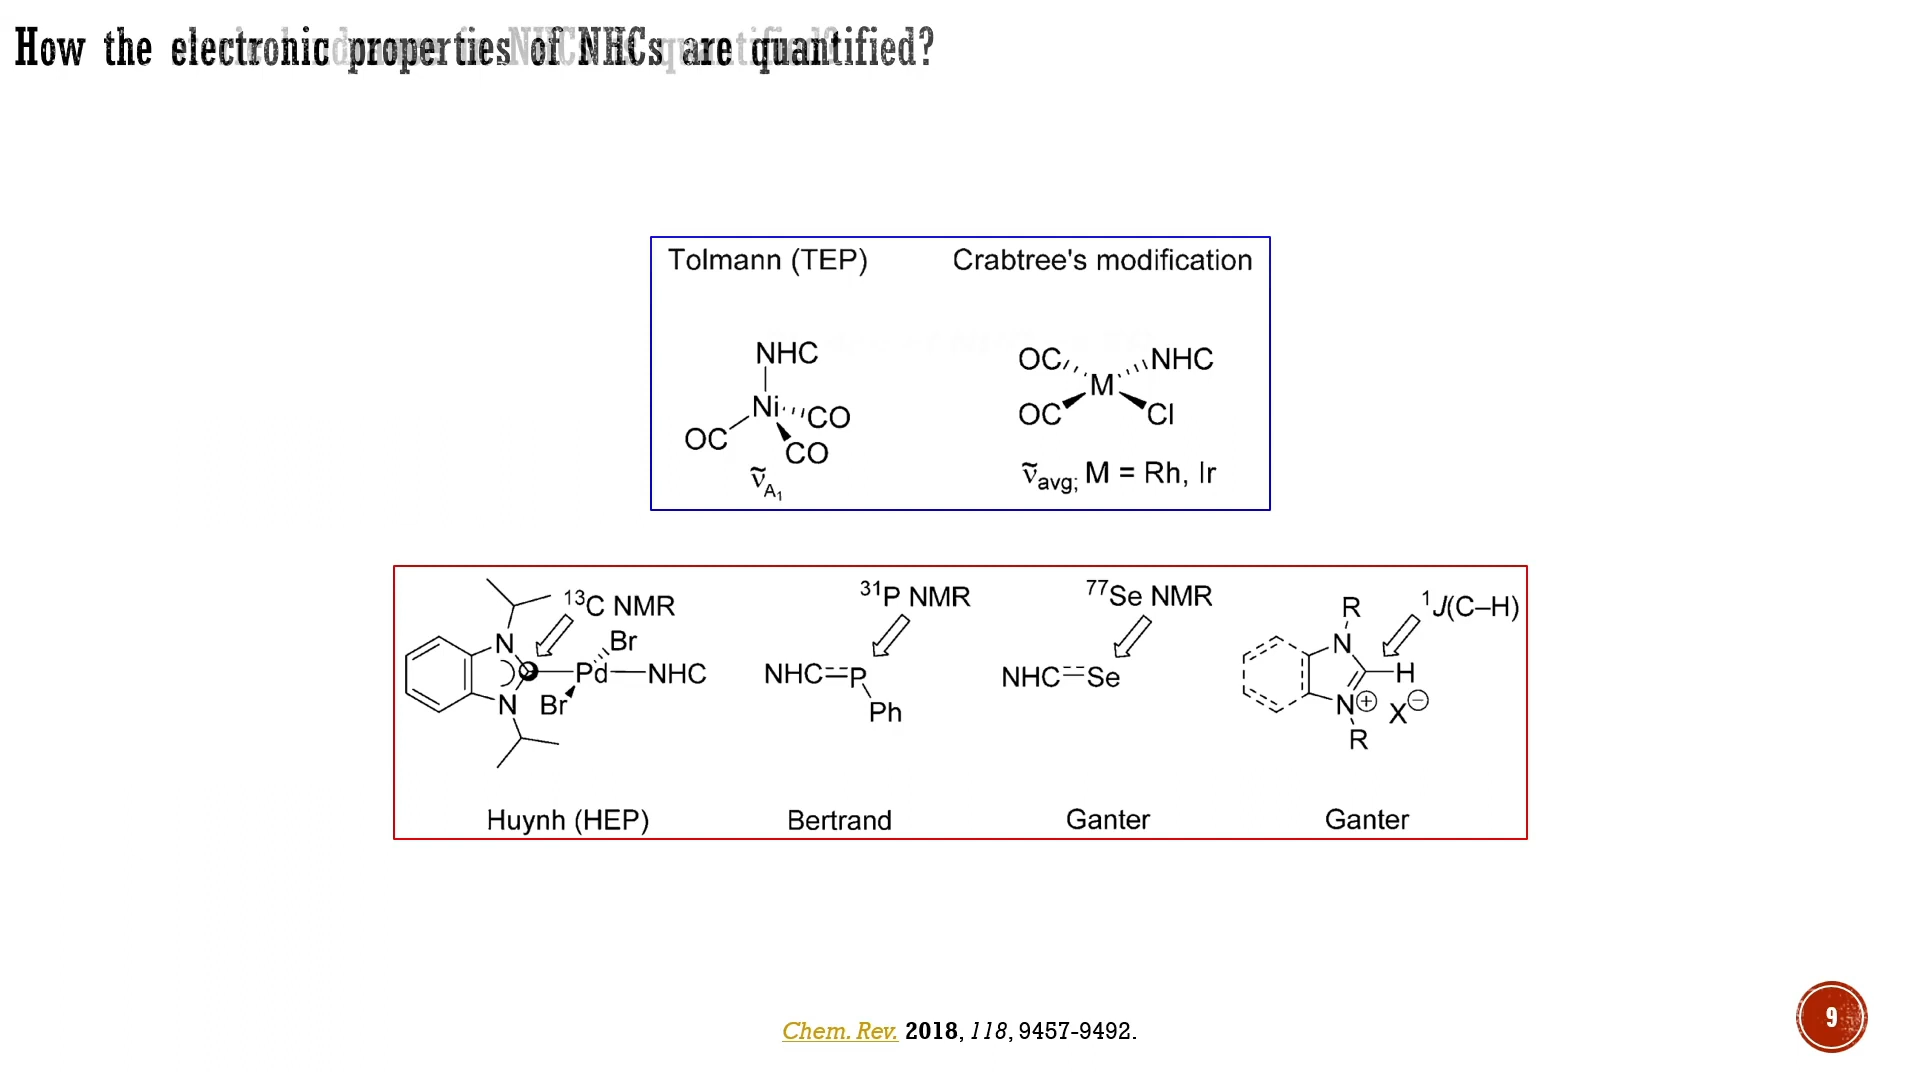 How the electronic properties of NHCs are quantified?
Tolmann (TEP)
Crabtree's modification
NHC
Ni
CO
OC
CO
ṽA₁
OC
NHC
M
OC
Cl
ṽavg; M = Rh, Ir
¹³C NMR
N
Br
Pd
NHC
Br
N
Huynh (HEP)
³¹P NMR
NHC
P
Ph
Bertrand
⁷⁷Se NMR
NHC
Se
Ganter
R
¹J(C–H)
N
H
N⊕
X⊖
R
Ganter
Chem. Rev. 2018, 118, 9457-9492.
9